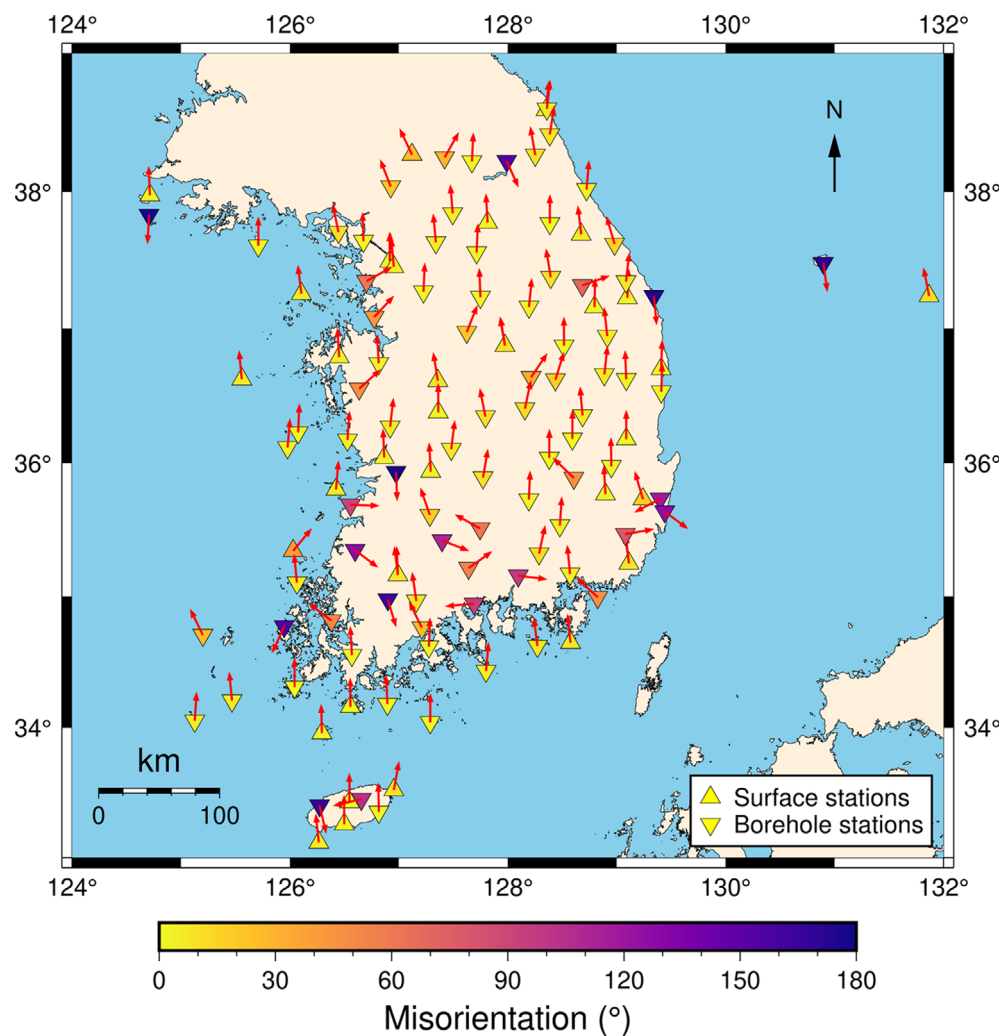 124° 126° 128° 130° 132°
N
38° 38°
36° 36°
34° 34°
km
0 100
Surface stations
Borehole stations
124° 126° 128° 130° 132°
0 30 60 90 120 150 180
Misorientation (°)